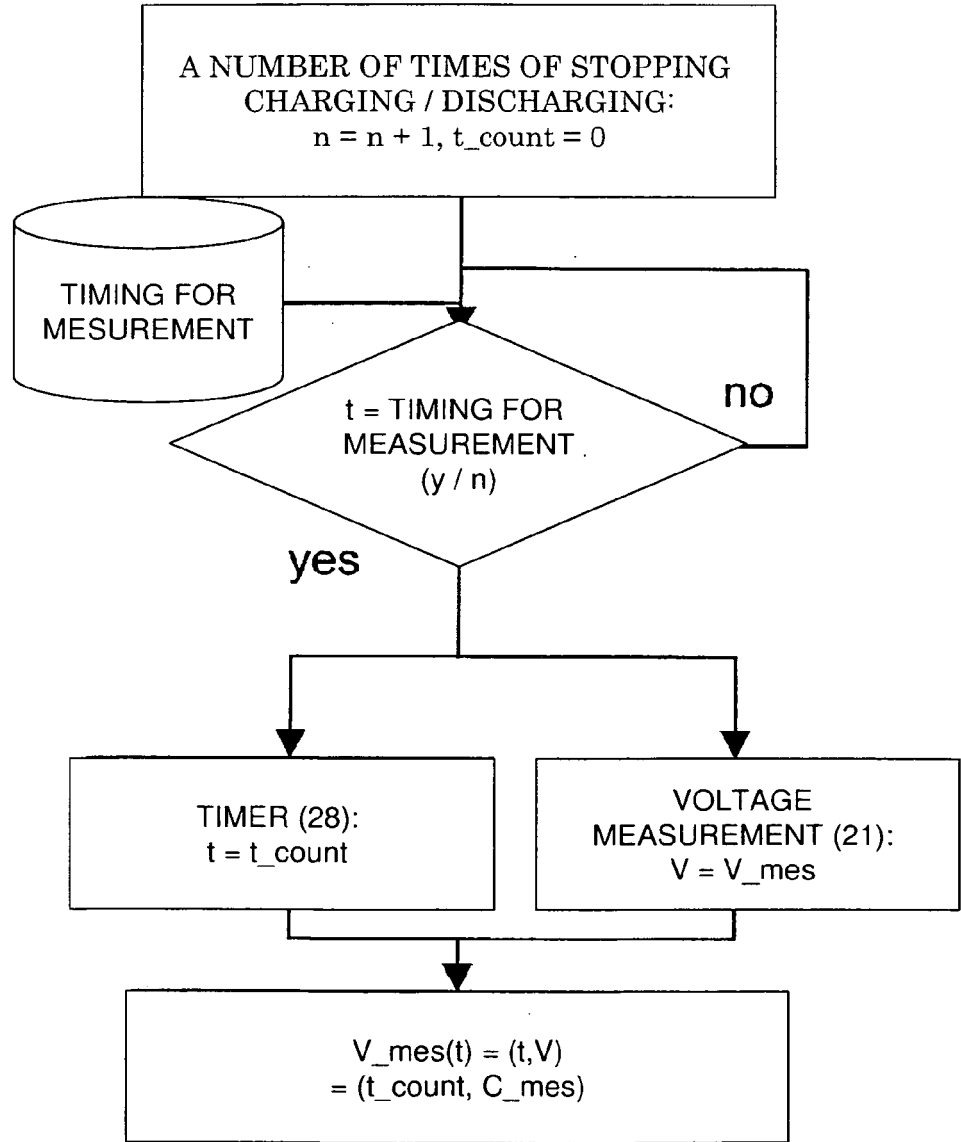 A NUMBER OF TIMES OF STOPPING
CHARGING / DISCHARGING:
n = n + 1, t_count = 0
TIMING FOR
MESUREMENT
t = TIMING FOR
MEASUREMENT
(y / n)
no
yes
TIMER (28):
t = t_count
VOLTAGE
MEASUREMENT (21):
V = V_mes
V_mes(t) = (t,V)
= (t_count, C_mes)